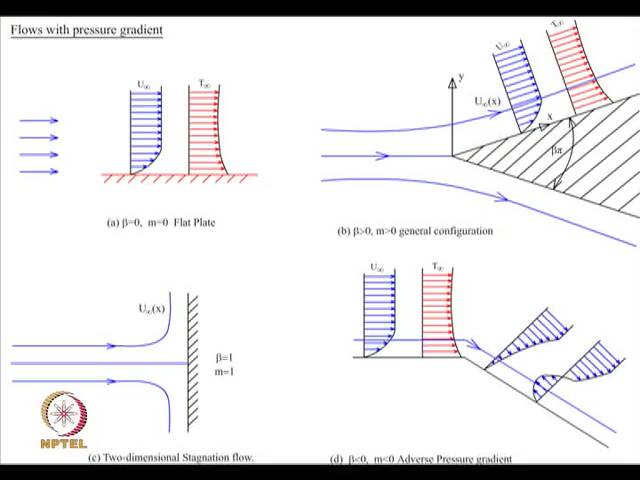 Flows with pressure gradient
U∞
T∞
(a) β=0, m=0 Flat Plate
U∞
T∞
y
U∞(x)
x
βπ
(b) β>0, m>0 general configuration
U∞(x)
β=1
m=1
NPTEL
(c) Two-dimensional Stagnation flow.
U∞
T∞
(d) β<0, m<0 Adverse Pressure gradient